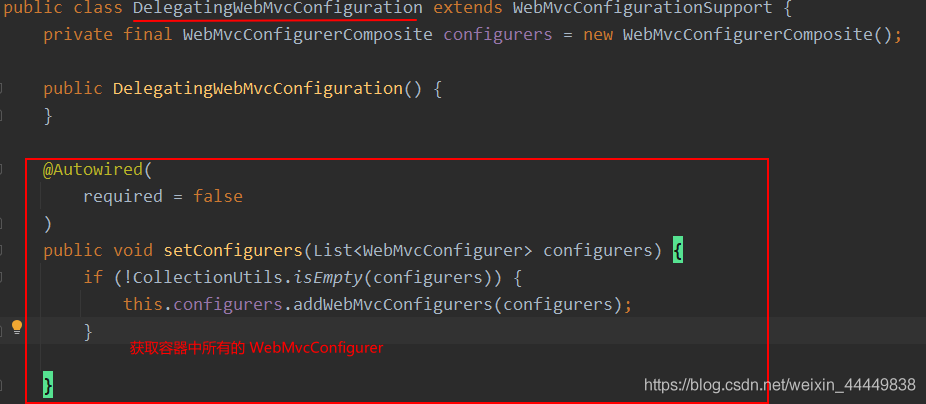 public class DelegatingWebMvcConfiguration extends WebMvcConfigurationSupport {
private final WebMvcConfigurerComposite configurers = new WebMvcConfigurerComposite();
public DelegatingWebMvcConfiguration() {
}
@Autowired(
required = false
)
public void setConfigurers(List<WebMvcConfigurer> configurers) {
if (!CollectionUtils.isEmpty(configurers)) {
this.configurers.addWebMvcConfigurers(configurers);
}
获取容器中所有的 WebMvcConfigurer
}
https://blog.csdn.net/weixin_44449838